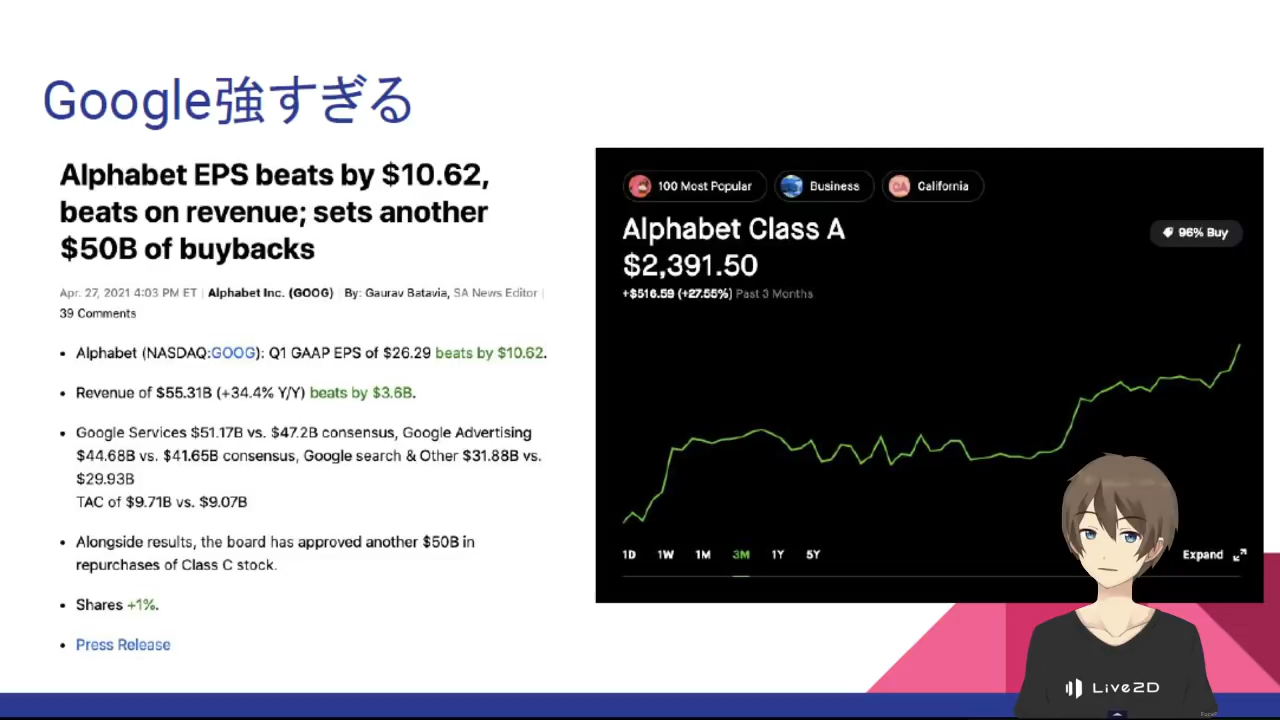 Google強すぎる
Alphabet EPS beats by $10.62,
beats on revenue; sets another
$50B of buybacks
Apr. 27, 2021 4:03 PM ET | Alphabet Inc. (GOOG) | By: Gaurav Batavia, SA News Editor |
39 Comments
• Alphabet (NASDAQ:GOOG): Q1 GAAP EPS of $26.29 beats by $10.62.
• Revenue of $55.31B (+34.4% Y/Y) beats by $3.6B.
• Google Services $51.17B vs. $47.2B consensus, Google Advertising
$44.68B vs. $41.65B consensus, Google search & Other $31.88B vs.
$29.93B
TAC of $9.71B vs. $9.07B
• Alongside results, the board has approved another $50B in
repurchases of Class C stock.
• Shares +1%.
• Press Release
100 Most Popular
Business
CA California
Alphabet Class A
$2,391.50
96% Buy
+$516.59 (+27.55%) Past 3 Months
1D 1W 1M 3M 1Y 5Y
Expand
Live2D